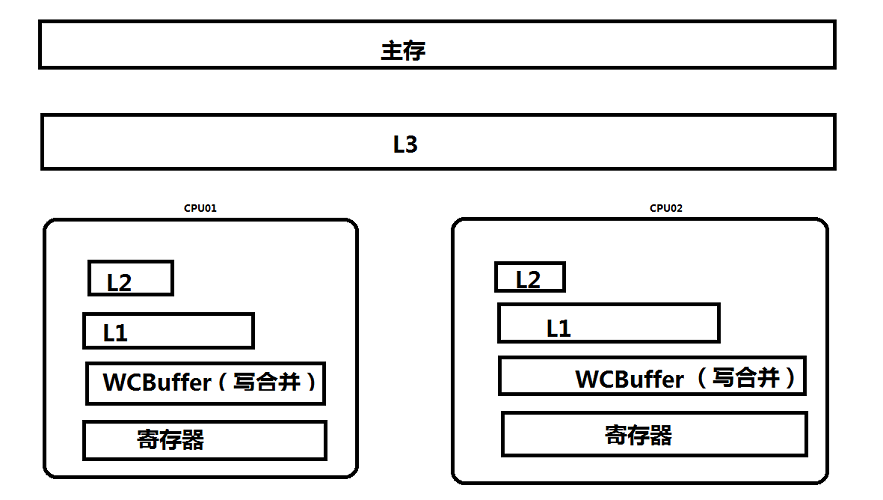 主存
L3
CPU01
L2
L1
WCBuffer（写合并）
寄存器
CPU02
L2
L1
WCBuffer （写合并）
寄存器